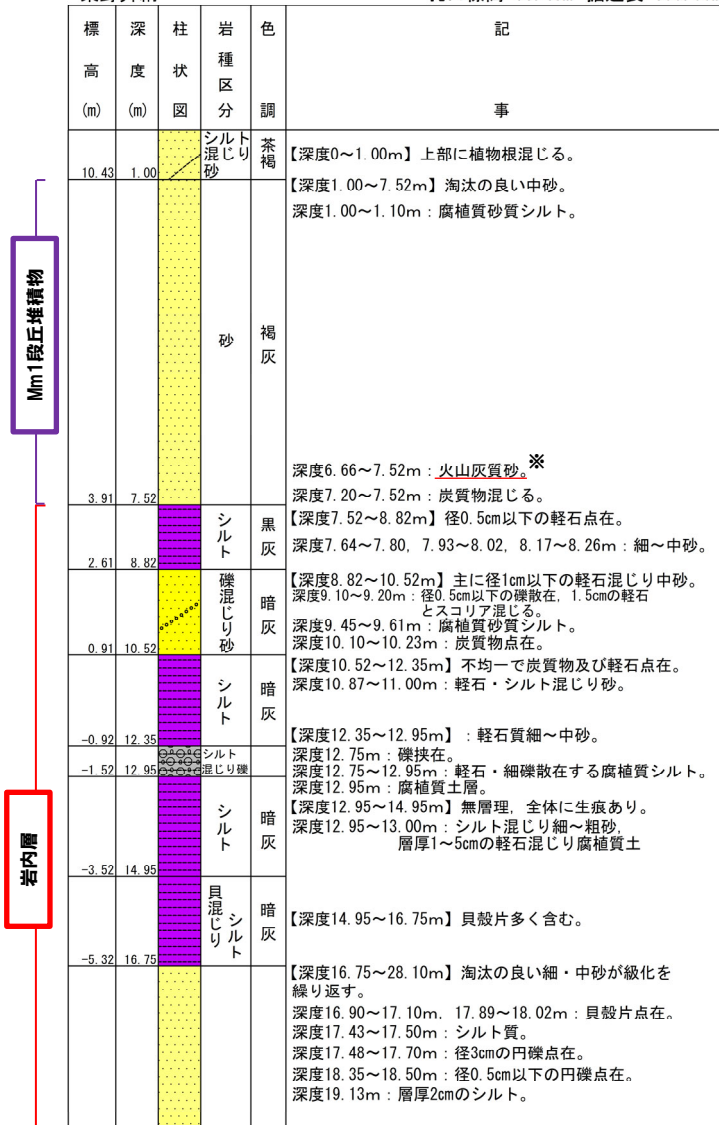 標高(m)
深度(m)
柱状図
岩種区分
色調
記事
Mm1段丘堆積物
岩内層
10.43 1.00 シルト混じり砂 茶褐
【深度0～1.00m】上部に植物根混じる。
3.91 7.52 砂 褐灰
【深度1.00～7.52m】淘汰の良い中砂。
深度1.00～1.10m：腐植質砂質シルト。
深度6.66～7.52m：火山灰質砂。※
深度7.20～7.52m：炭質物混じる。
2.61 8.82 シルト 黒灰
【深度7.52～8.82m】径0.5cm以下の軽石点在。
深度7.64～7.80, 7.93～8.02, 8.17～8.26m：細～中砂。
0.91 10.52 礫混じり砂 暗灰
【深度8.82～10.52m】主に径1cm以下の軽石混じり中砂。
深度9.10～9.20m：径0.5cm以下の礫散在, 1.5cmの軽石
とスコリア混じる。
深度9.45～9.61m：腐植質砂質シルト。
深度10.10～10.23m：炭質物点在。
-0.92 12.35 シルト 暗灰
【深度10.52～12.35m】不均一で炭質物及び軽石点在。
深度10.87～11.00m：軽石・シルト混じり砂。
-1.52 12.95 シルト混じり礫
【深度12.35～12.95m】：軽石質細～中砂。
深度12.75m：礫挟在。
深度12.75～12.95m：軽石・細礫散在する腐植質シルト。
深度12.95m：腐植質土層。
-3.52 14.95 シルト 暗灰
【深度12.95～14.95m】無層理, 全体に生痕あり。
深度12.95～13.00m：シルト混じり細～粗砂,
層厚1～5cmの軽石混じり腐植質土
-5.32 16.75 貝混じりシルト 暗灰
【深度14.95～16.75m】貝殻片多く含む。
【深度16.75～28.10m】淘汰の良い細・中砂が級化を
繰り返す。
深度16.90～17.10m, 17.89～18.02m：貝殻片点在。
深度17.43～17.50m：シルト質。
深度17.48～17.70m：径3cmの円礫点在。
深度18.35～18.50m：径0.5cm以下の円礫点在。
深度19.13m：層厚2cmのシルト。